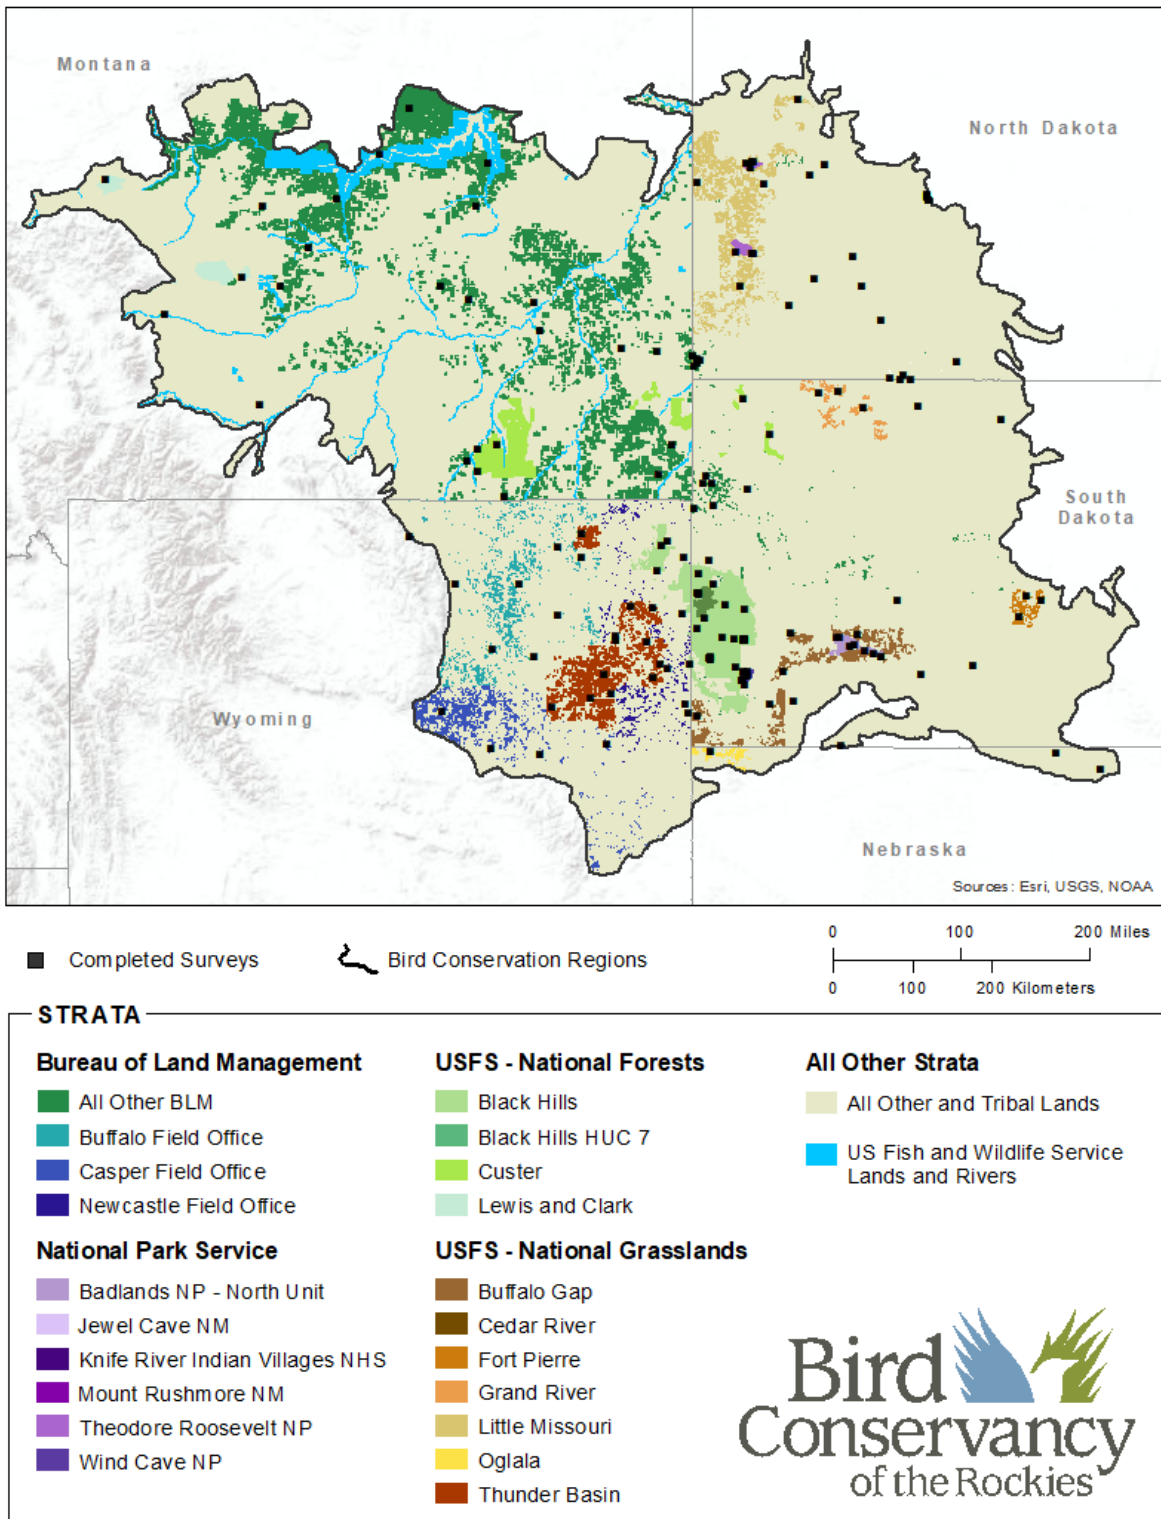 Montana
North Dakota
South
Dakota
Wyoming
Nebraska
Sources: Esri, USGS, NOAA
Completed Surveys
Bird Conservation Regions
0 100 200 Miles
0 100 200 Kilometers
STRATA
Bureau of Land Management
All Other BLM
Buffalo Field Office
Casper Field Office
Newcastle Field Office
National Park Service
Badlands NP - North Unit
Jewel Cave NM
Knife River Indian Villages NHS
Mount Rushmore NM
Theodore Roosevelt NP
Wind Cave NP
USFS - National Forests
Black Hills
Black Hills HUC 7
Custer
Lewis and Clark
USFS - National Grasslands
Buffalo Gap
Cedar River
Fort Pierre
Grand River
Little Missouri
Oglala
Thunder Basin
All Other Strata
All Other and Tribal Lands
US Fish and Wildlife Service
Lands and Rivers
Bird
Conservancy
of the Rockies